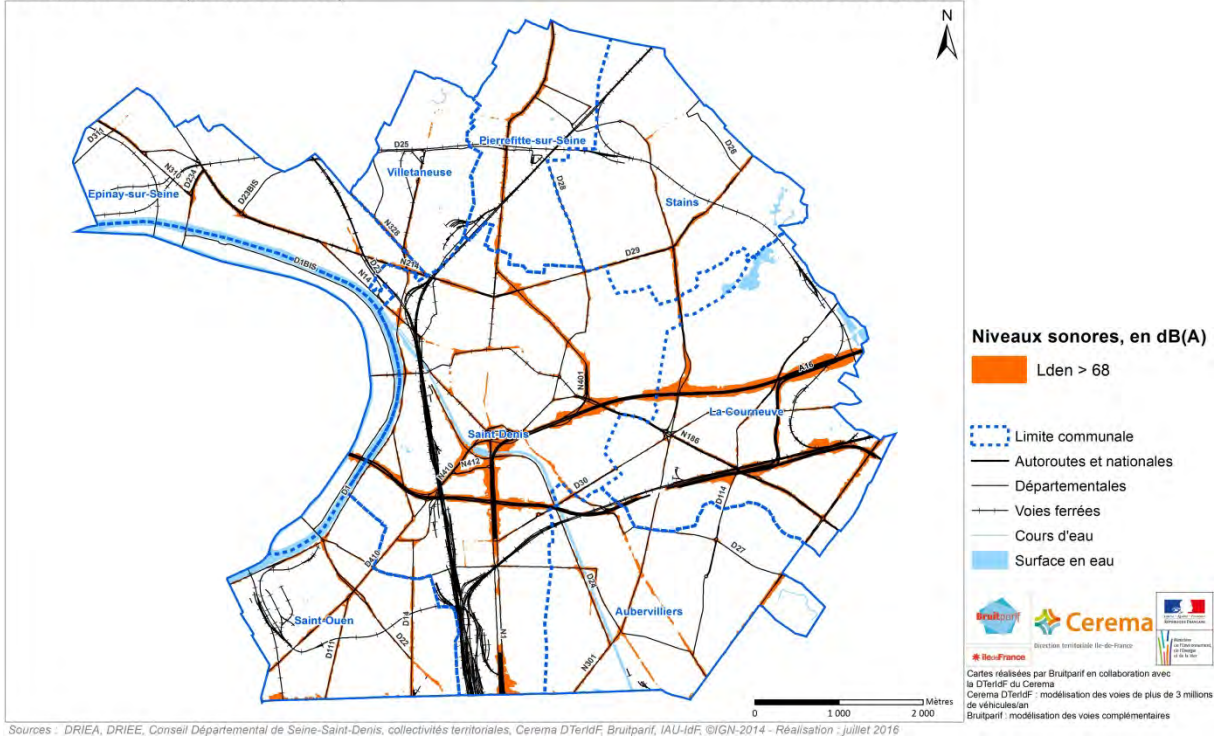 N
D311
N310
D234
D23BIS
Epinay-sur-Seine
D25
Villetaneuse
Pierrefitte-sur-Seine
D28
D26
Stains
N328
D29
N214
D23
N14
D1BIS
N401
La Courneuve
N186
Saint-Denis
N410
N412
D36
D114
D1
D27
D410
D24
Aubervilliers
Saint-Ouen
D14
D22
D111
N1
N301
Niveaux sonores, en dB(A)
Lden > 68
Limite communale
Autoroutes et nationales
Départementales
Voies ferrées
Cours d'eau
Surface en eau
Bruitparif
Cerema
Direction territoriale Ile-de-France
îledeFrance
Cartes réalisées par Bruitparif en collaboration avec
la DTerIdF du Cerema
Cerema DTerIdF : modélisation des voies de plus de 3 millions
de véhicules/an
Bruitparif : modélisation des voies complémentaires
Mètres
0 1 000 2 000
Sources : DRIEA, DRIEE, Conseil Départemental de Seine-Saint-Denis, collectivités territoriales, Cerema DTerIdF, Bruitparif, IAU-IdF, ©IGN-2014 - Réalisation : juillet 2016